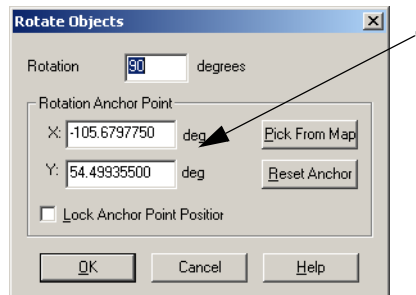 Rotate Objects
Rotation 90 degrees
Rotation Anchor Point
X: -105.6797750 deg Pick From Map
Y: 54.49935500 deg Reset Anchor
Lock Anchor Point Positior
OK Cancel Help